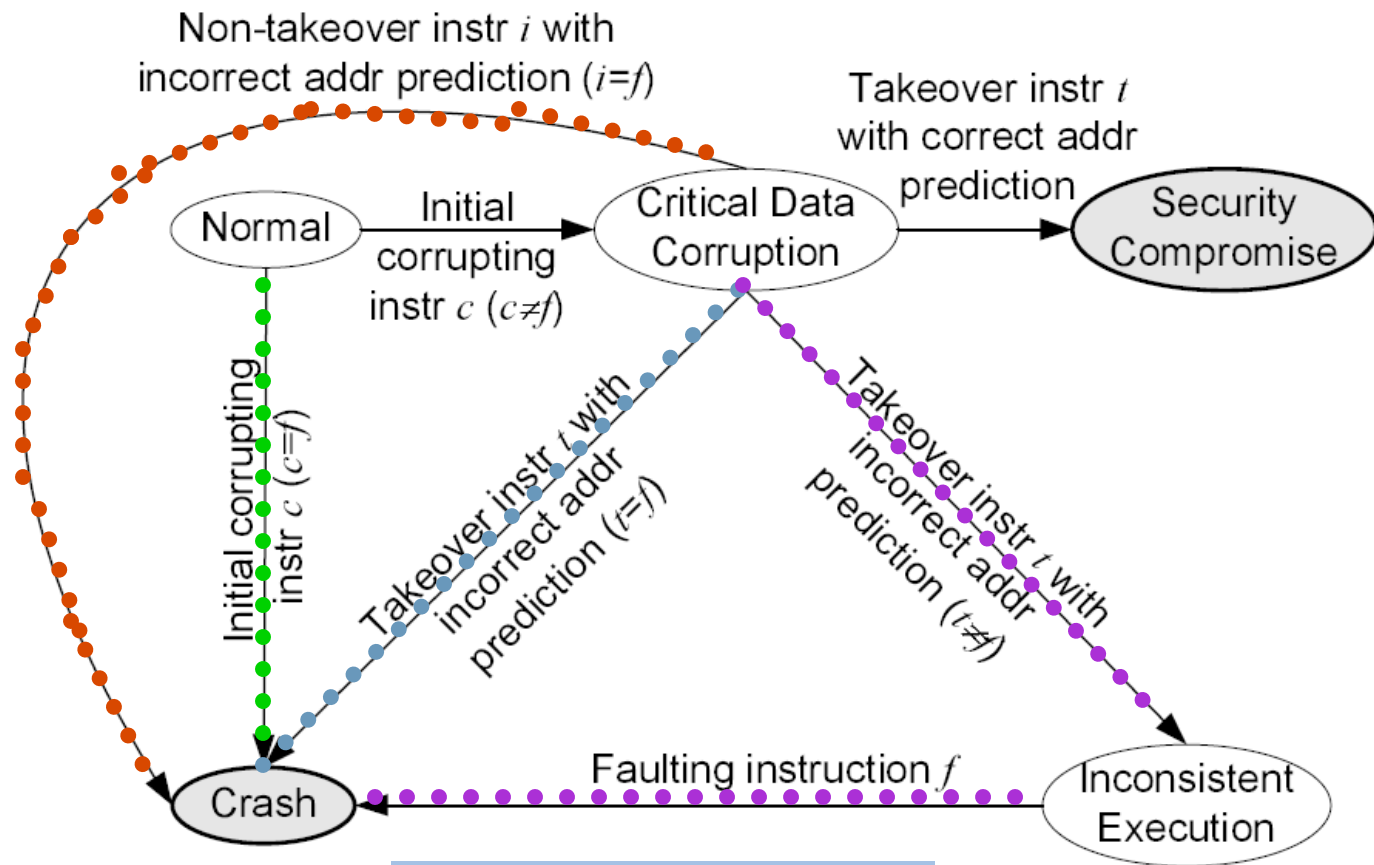 Non-takeover instr i with
incorrect addr prediction (i=f)
Takeover instr t
with correct addr
prediction
Normal
Initial
corrupting
instr c (c≠f)
Critical Data
Corruption
Security
Compromise
Initial corrupting
instr c (c=f)
Takeover instr t with
incorrect addr
prediction (t=f)
Takeover instr t with
incorrect addr
prediction (t≠f)
Faulting instruction f
Crash
Inconsistent
Execution